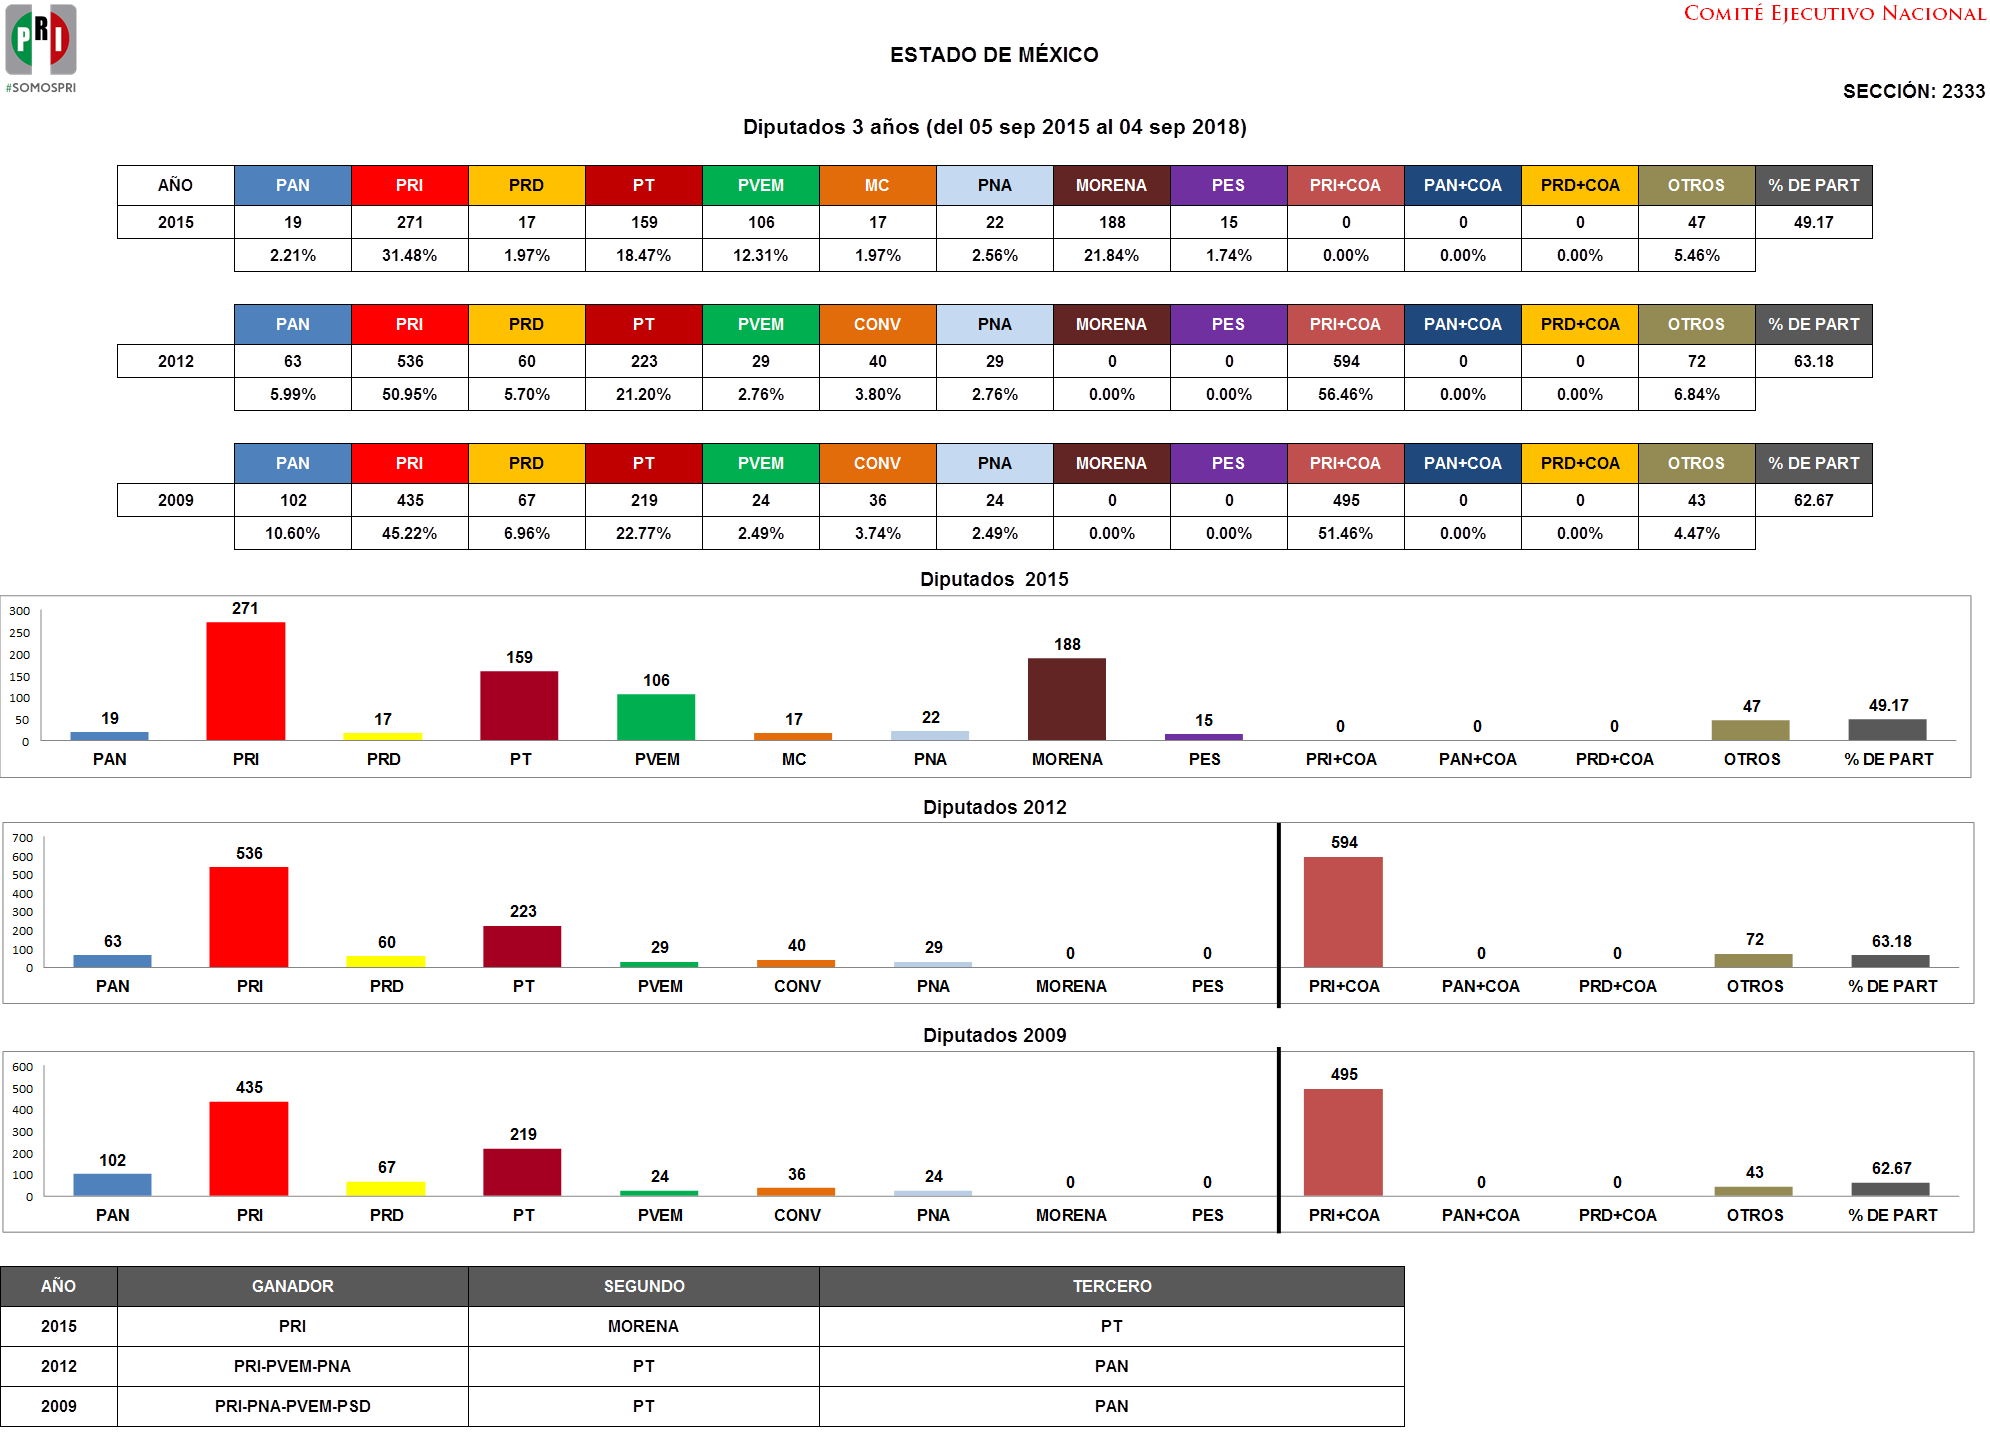 PRI
#SOMOSPRI
COMITÉ EJECUTIVO NACIONAL
ESTADO DE MÉXICO
SECCIÓN: 2333
Diputados 3 años (del 05 sep 2015 al 04 sep 2018)
AÑO PAN PRI PRD PT PVEM MC PNA MORENA PES PRI+COA PAN+COA PRD+COA OTROS % DE PART
2015 19 271 17 159 106 17 22 188 15 0 0 0 47 49.17
2.21% 31.48% 1.97% 18.47% 12.31% 1.97% 2.56% 21.84% 1.74% 0.00% 0.00% 0.00% 5.46%
PAN PRI PRD PT PVEM CONV PNA MORENA PES PRI+COA PAN+COA PRD+COA OTROS % DE PART
2012 63 536 60 223 29 40 29 0 0 594 0 0 72 63.18
5.99% 50.95% 5.70% 21.20% 2.76% 3.80% 2.76% 0.00% 0.00% 56.46% 0.00% 0.00% 6.84%
PAN PRI PRD PT PVEM CONV PNA MORENA PES PRI+COA PAN+COA PRD+COA OTROS % DE PART
2009 102 435 67 219 24 36 24 0 0 495 0 0 43 62.67
10.60% 45.22% 6.96% 22.77% 2.49% 3.74% 2.49% 0.00% 0.00% 51.46% 0.00% 0.00% 4.47%
Diputados 2015
300
250
200
150
100
50
0
19 271 17 159 106 17 22 188 15 0 0 0 47 49.17
PAN PRI PRD PT PVEM MC PNA MORENA PES PRI+COA PAN+COA PRD+COA OTROS % DE PART
Diputados 2012
700
600
500
400
300
200
100
0
63 536 60 223 29 40 29 0 0 594 0 0 72 63.18
PAN PRI PRD PT PVEM CONV PNA MORENA PES PRI+COA PAN+COA PRD+COA OTROS % DE PART
Diputados 2009
600
500
400
300
200
100
0
102 435 67 219 24 36 24 0 0 495 0 0 43 62.67
PAN PRI PRD PT PVEM CONV PNA MORENA PES PRI+COA PAN+COA PRD+COA OTROS % DE PART
AÑO GANADOR SEGUNDO TERCERO
2015 PRI MORENA PT
2012 PRI-PVEM-PNA PT PAN
2009 PRI-PNA-PVEM-PSD PT PAN